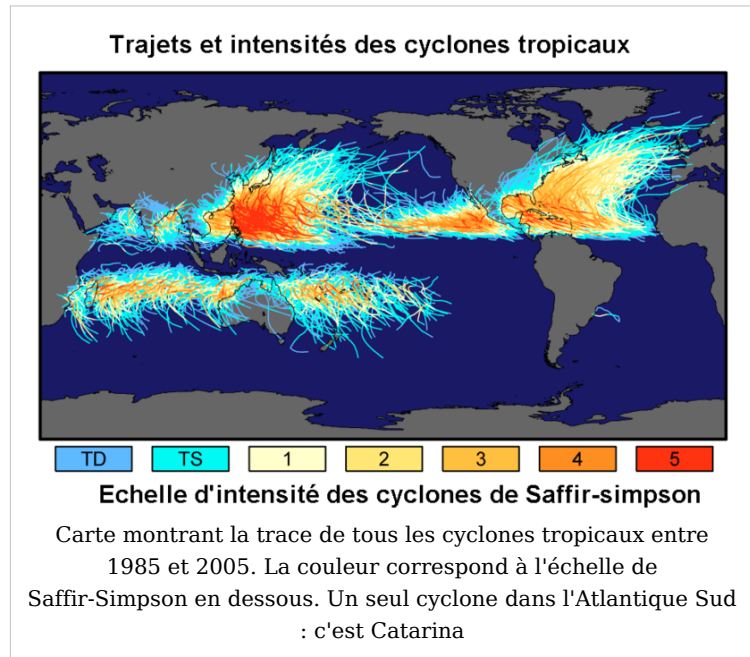 Trajets et intensités des cyclones tropicaux
TD TS 1 2 3 4 5
Echelle d'intensité des cyclones de Saffir-simpson
Carte montrant la trace de tous les cyclones tropicaux entre
1985 et 2005. La couleur correspond à l'échelle de
Saffir-Simpson en dessous. Un seul cyclone dans l'Atlantique Sud
: c'est Catarina